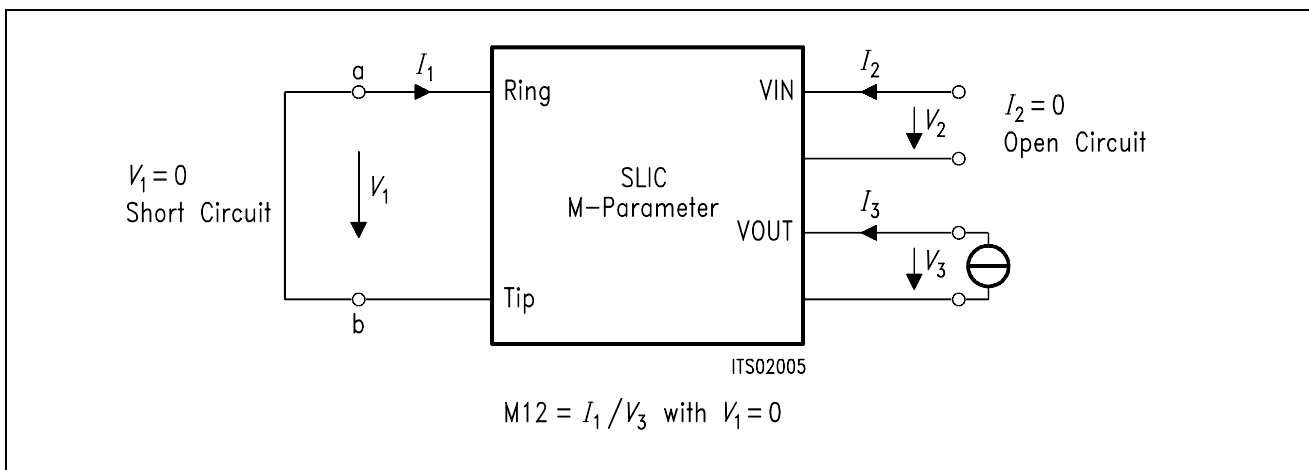 a
I1
Ring
VIN
I2
V2
I2 = 0
Open Circuit
V1 = 0
Short Circuit
V1
SLIC
M-Parameter
VOUT
I3
V3
Tip
b
ITS02005
M12 = I1/V3 with V1 = 0